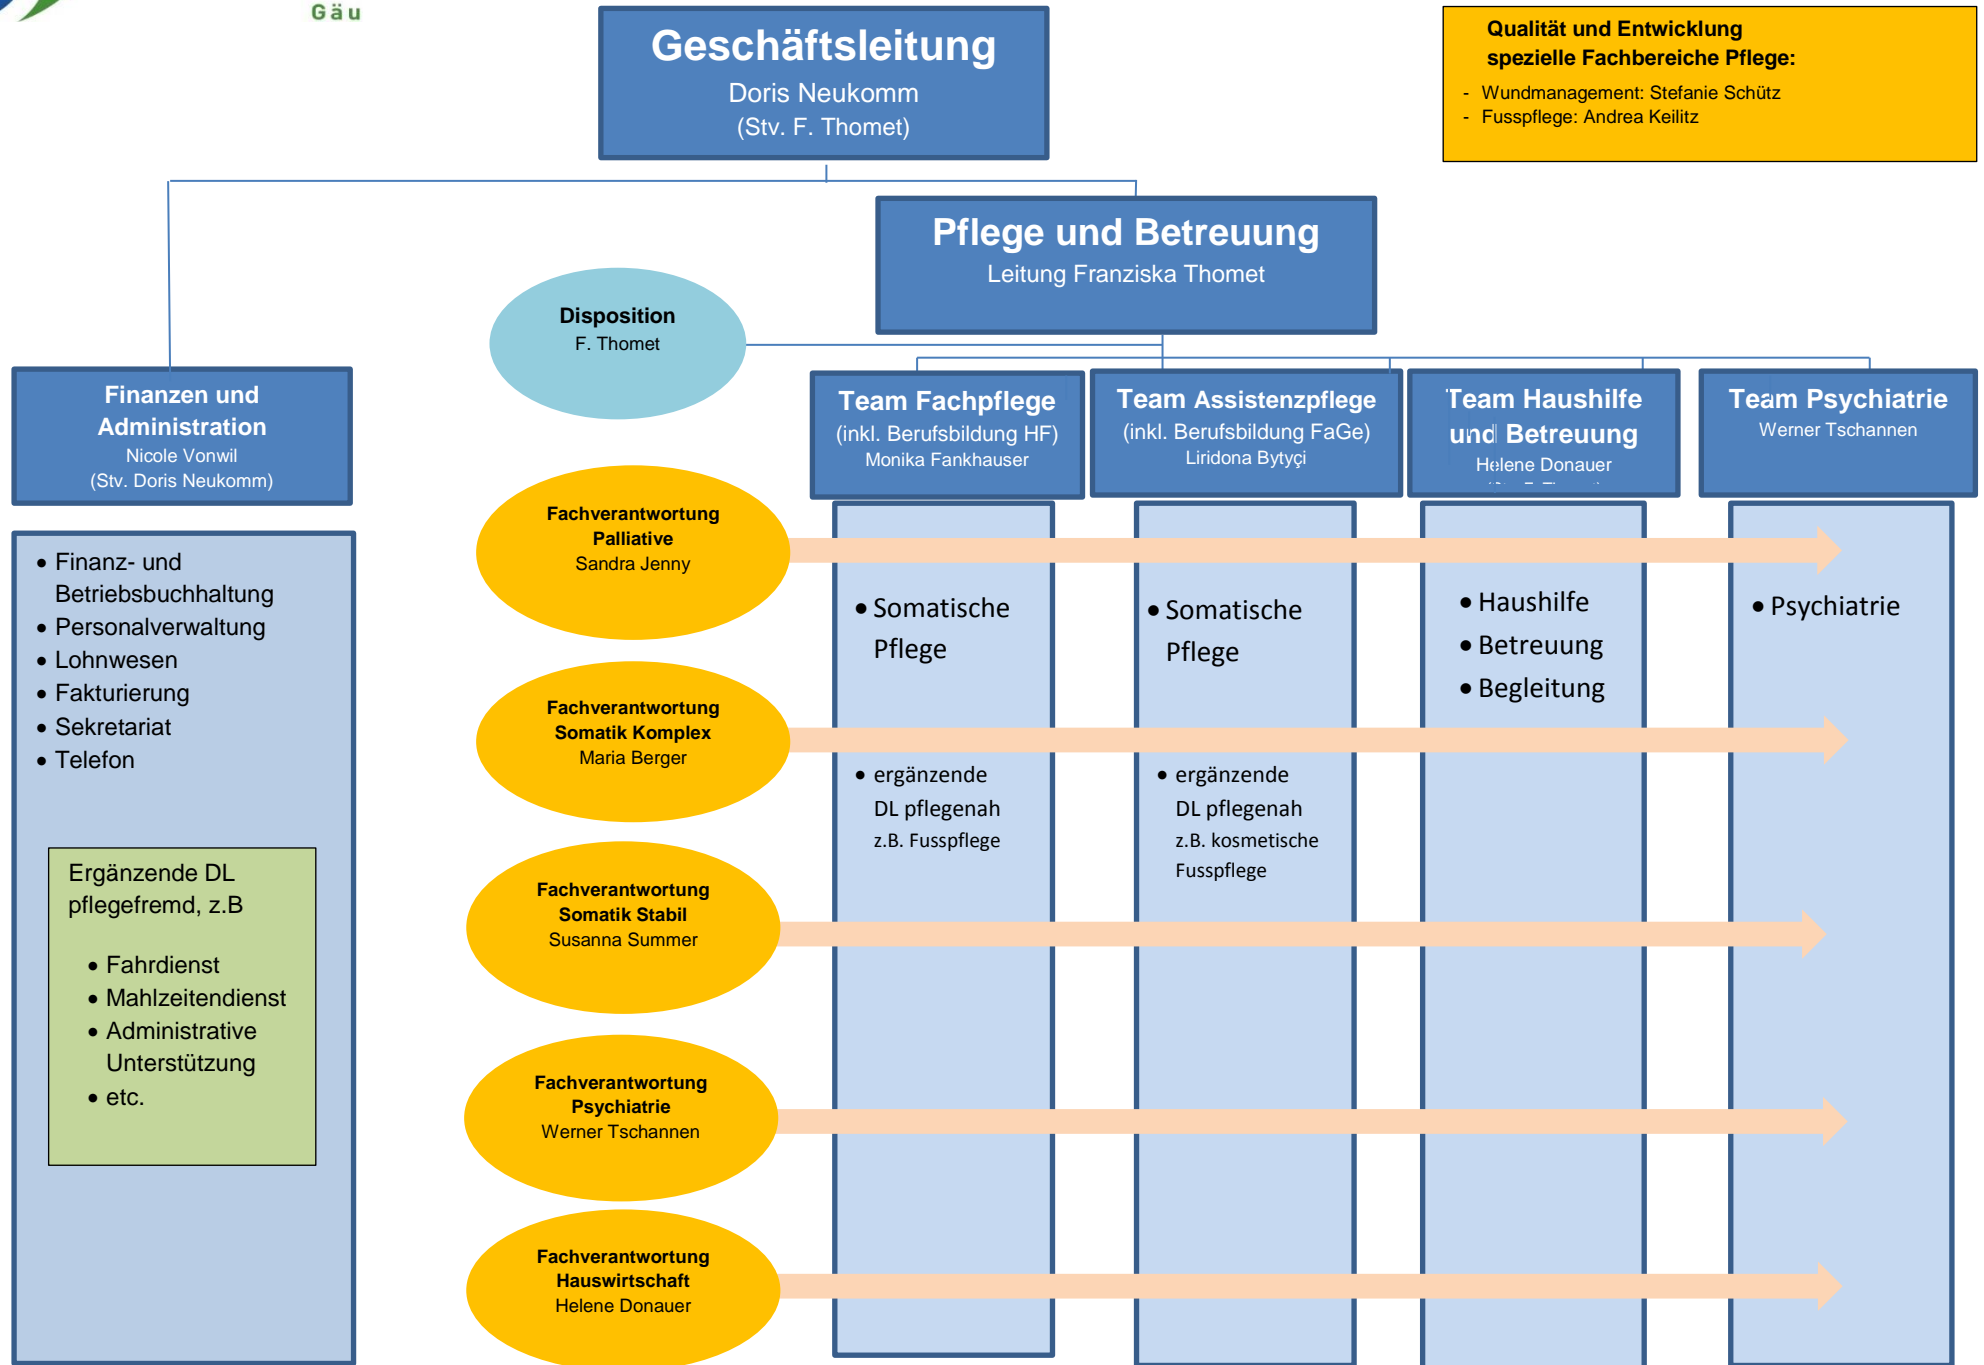 Gäu
Geschäftsleitung
Doris Neukomm
(Stv. F. Thomet)
Qualität und Entwicklung
spezielle Fachbereiche Pflege:
- Wundmanagement: Stefanie Schütz
- Fusspflege: Andrea Keilitz
Pflege und Betreuung
Leitung Franziska Thomet
Disposition
F. Thomet
Finanzen und
Administration
Nicole Vonwil
(Stv. Doris Neukomm)
Team Fachpflege
(inkl. Berufsbildung HF)
Monika Fankhauser
Team Assistenzpflege
(inkl. Berufsbildung FaGe)
Liridona Bytyçi
Team Haushilfe
und Betreuung
Helene Donauer
Team Psychiatrie
Werner Tschannen
• Finanz- und
Betriebsbuchhaltung
• Personalverwaltung
• Lohnwesen
• Fakturierung
• Sekretariat
• Telefon
Ergänzende DL
pflegefremd, z.B
• Fahrdienst
• Mahlzeitendienst
• Administrative
Unterstützung
• etc.
Fachverantwortung
Palliative
Sandra Jenny
Fachverantwortung
Somatik Komplex
Maria Berger
Fachverantwortung
Somatik Stabil
Susanna Summer
Fachverantwortung
Psychiatrie
Werner Tschannen
Fachverantwortung
Hauswirtschaft
Helene Donauer
• Somatische
Pflege
• ergänzende
DL pflegenah
z.B. Fusspflege
• Somatische
Pflege
• ergänzende
DL pflegenah
z.B. kosmetische
Fusspflege
• Haushilfe
• Betreuung
• Begleitung
• Psychiatrie